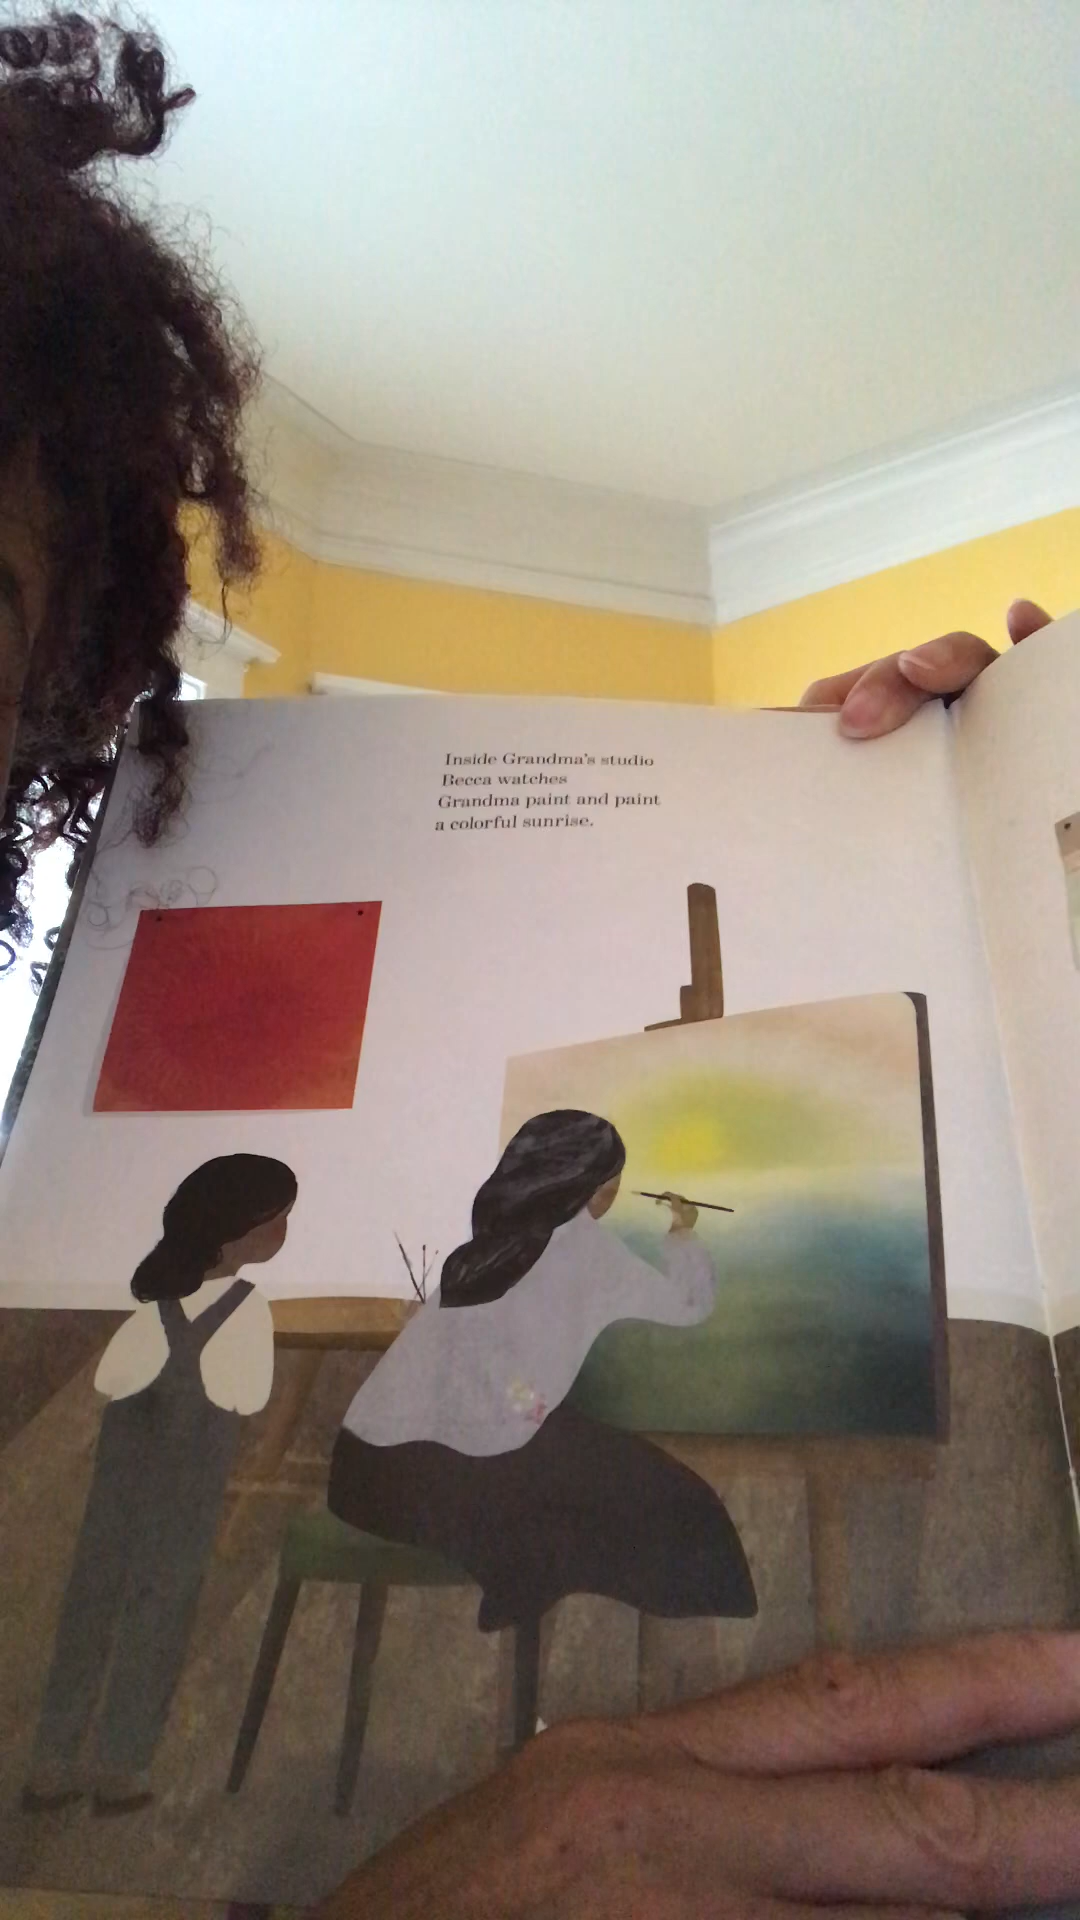 Inside Grandma's studio
Becca watches
Grandma paint and paint
a colorful sunrise.